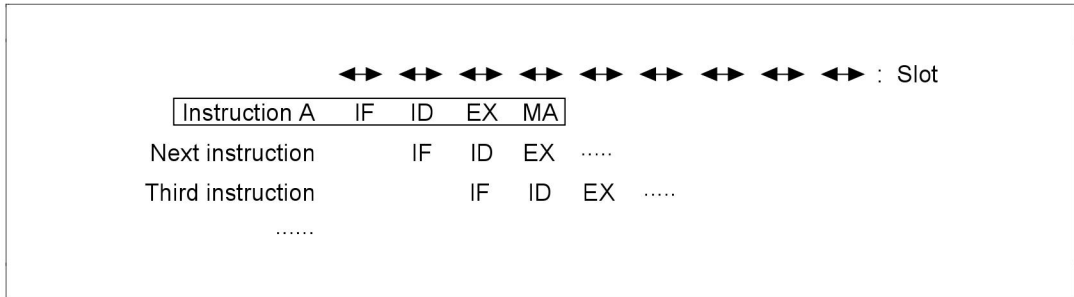 : Slot
Instruction A IF ID EX MA
Next instruction IF ID EX .....
Third instruction IF ID EX .....
......